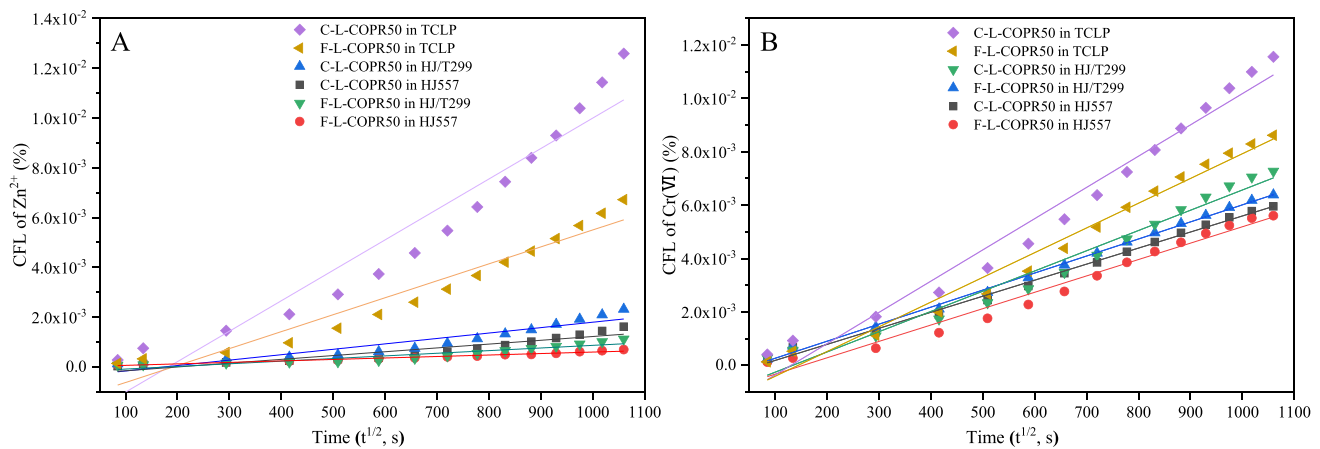 A
C-L-COPR50 in TCLP
F-L-COPR50 in TCLP
C-L-COPR50 in HJ/T299
C-L-COPR50 in HJ557
F-L-COPR50 in HJ/T299
F-L-COPR50 in HJ557
CFL of Zn²⁺ (%)
1.4x10⁻²
1.2x10⁻²
1.0x10⁻²
8.0x10⁻³
6.0x10⁻³
4.0x10⁻³
2.0x10⁻³
0.0
100 200 300 400 500 600 700 800 900 1000 1100
Time (t¹/², s)
B
C-L-COPR50 in TCLP
F-L-COPR50 in TCLP
C-L-COPR50 in HJ/T299
F-L-COPR50 in HJ/T299
C-L-COPR50 in HJ557
F-L-COPR50 in HJ557
CFL of Cr(Ⅵ) (%)
1.2x10⁻²
1.0x10⁻²
8.0x10⁻³
6.0x10⁻³
4.0x10⁻³
2.0x10⁻³
0.0
100 200 300 400 500 600 700 800 900 1000 1100
Time (t¹/², s)